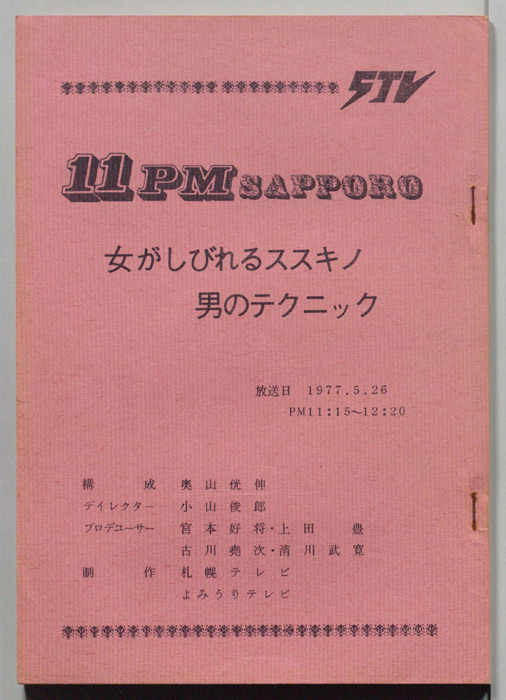 STV
11PM SAPPORO
女がしびれるススキノ
男のテクニック
放送日 1977.5.26
PM11:15~12:20
構成 奥山恍伸
ディレクター 小山俊郎
プロデューサー 宮本好将・上田豊
古川堯次・清川武寛
制作 札幌テレビ
よみうりテレビ